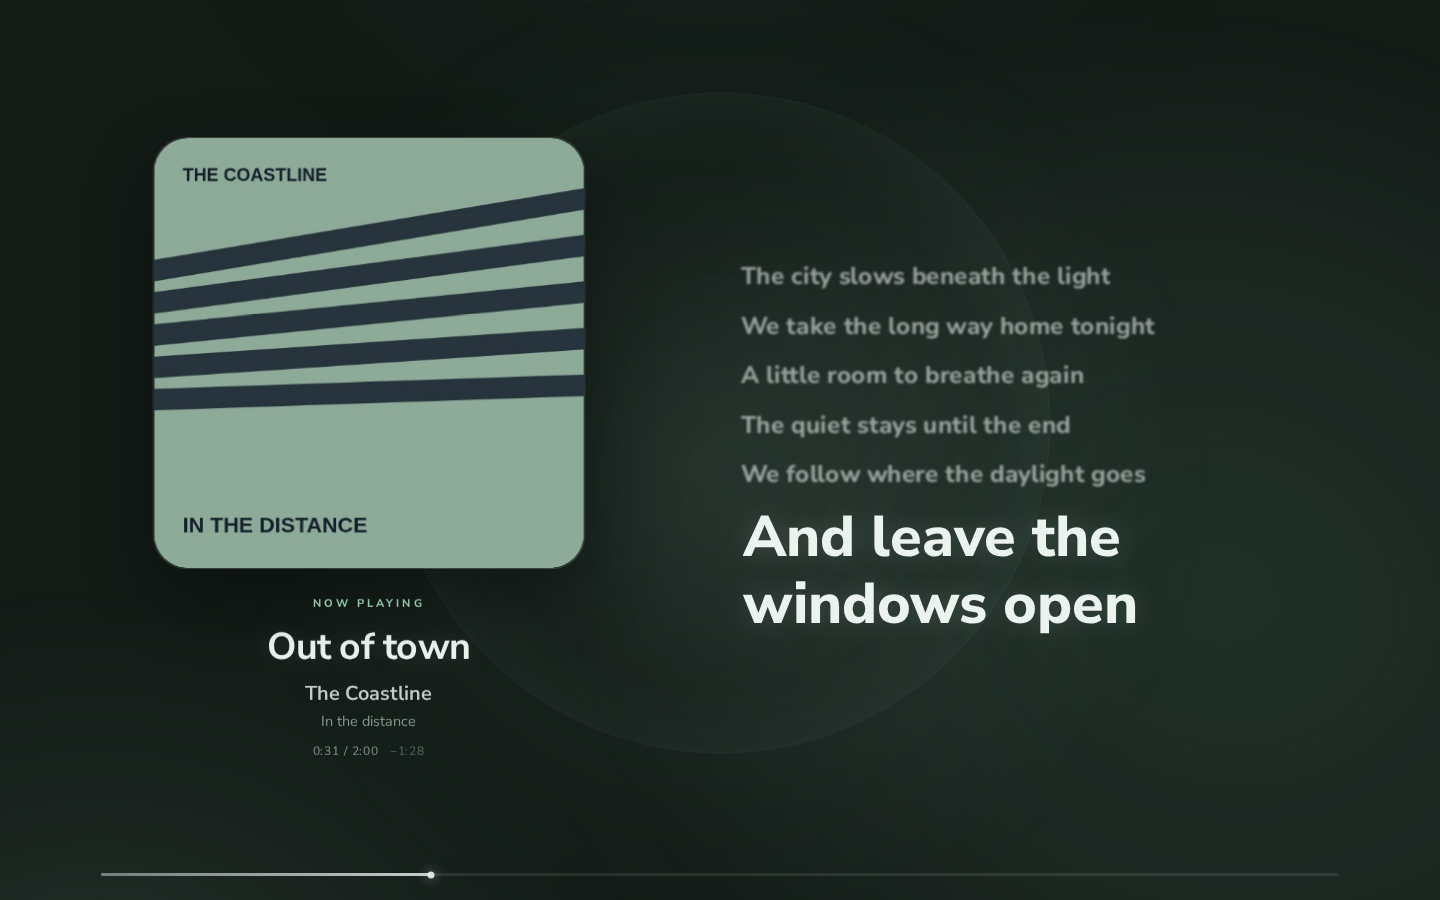 THE COASTLINE
IN THE DISTANCE
NOW PLAYING
Out of town
The Coastline
In the distance
0:31 / 2:00 −1:28
The city slows beneath the light
We take the long way home tonight
A little room to breathe again
The quiet stays until the end
We follow where the daylight goes
And leave the
windows open